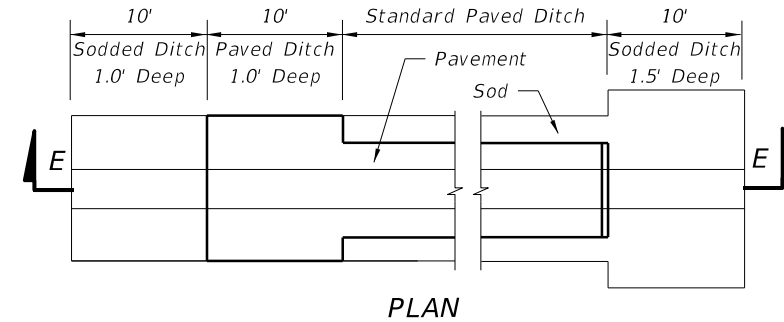 10'
10'
Standard Paved Ditch
10'
Sodded Ditch
1.0' Deep
Paved Ditch
1.0' Deep
Sodded Ditch
1.5' Deep
Pavement
Sod
E
E
PLAN